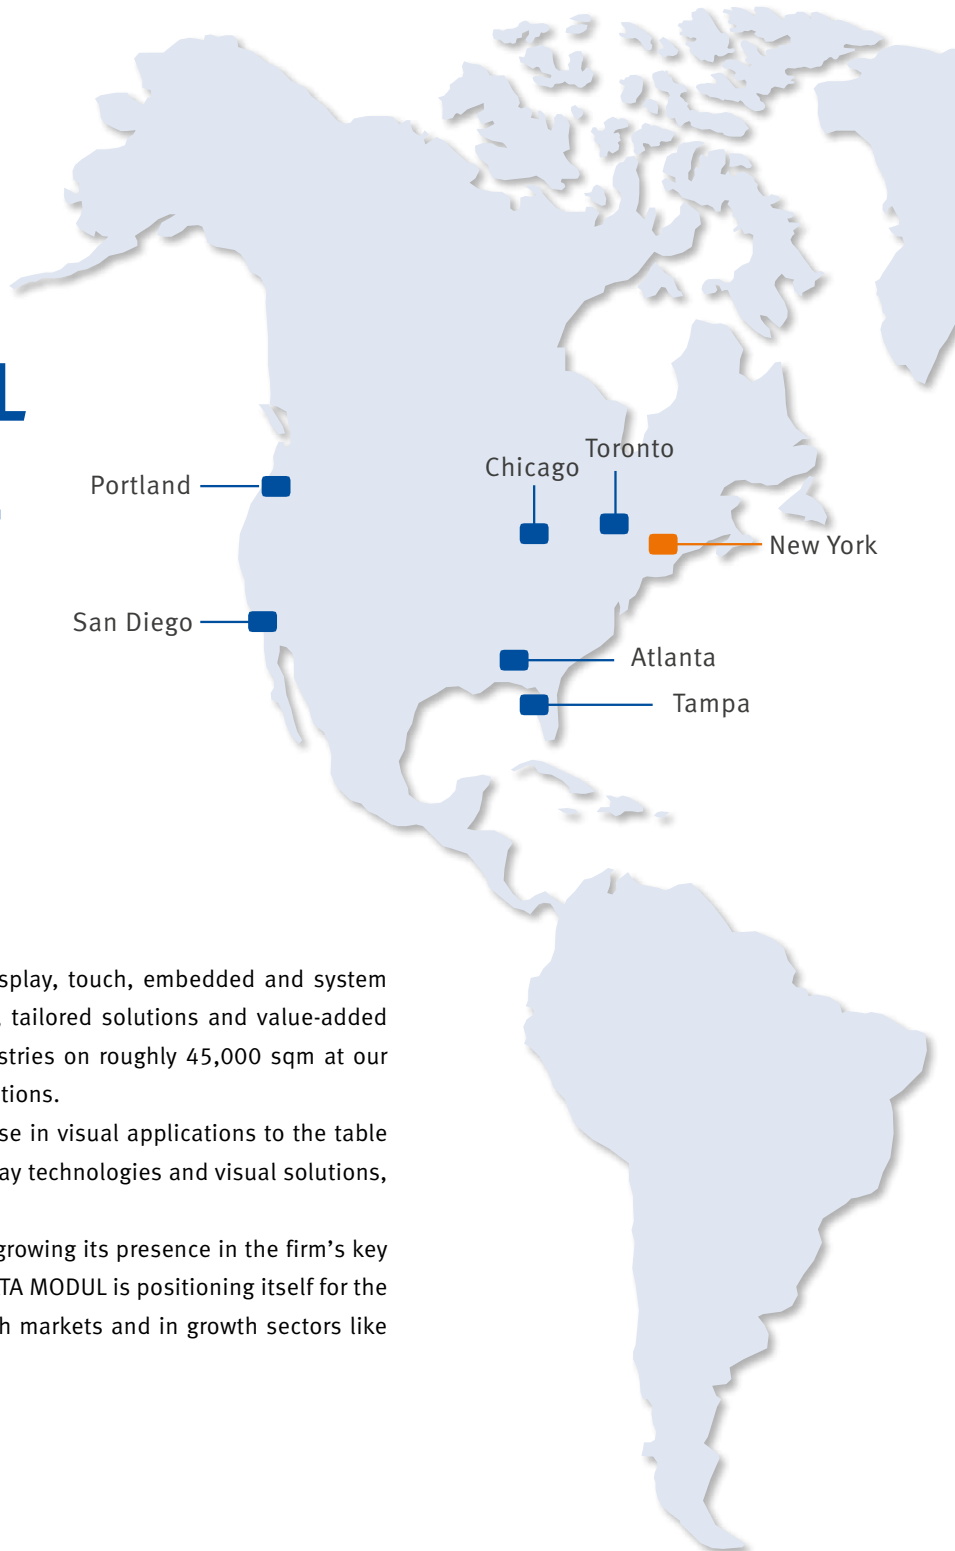 L
Toronto
Chicago
Portland
New York
San Diego
Atlanta
Tampa
splay, touch, embedded and system
tailored solutions and value-added
stries on roughly 45,000 sqm at our
tions.
se in visual applications to the table
ay technologies and visual solutions,
growing its presence in the firm’s key
TA MODUL is positioning itself for the
h markets and in growth sectors like